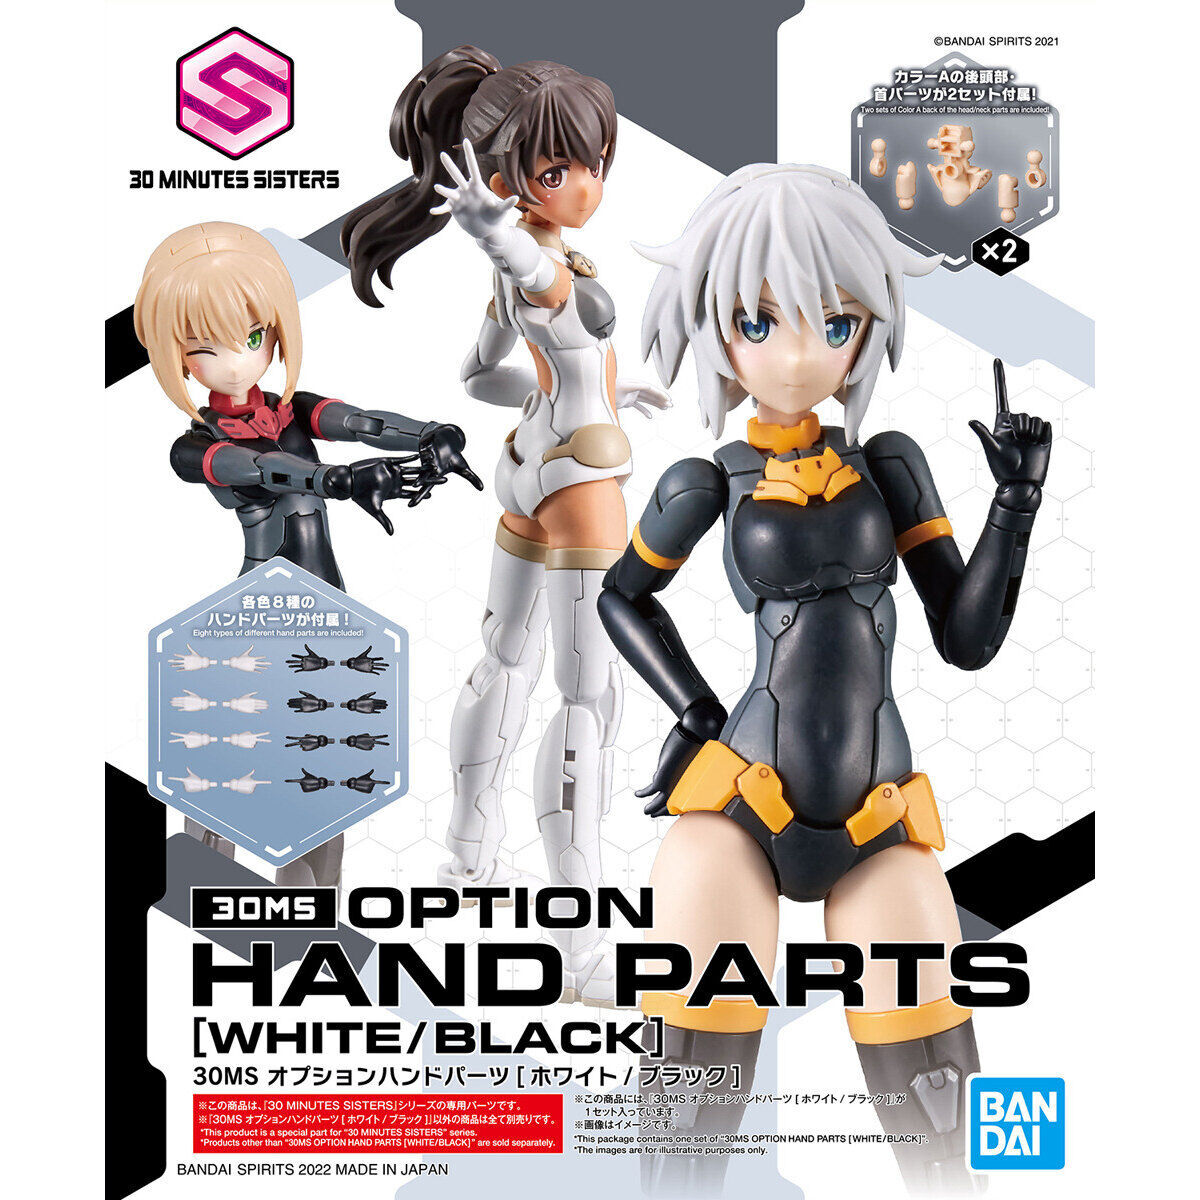 ©BANDAI SPIRITS 2021
カラーAの後頭部・
首パーツが2セット付属!
Two sets of Color A back of the head/neck parts are included!
×2
S
30 MINUTES SISTERS
各色8種の
ハンドパーツが付属!
Eight types of different hand parts are included!
30MS OPTION
HAND PARTS
[WHITE/BLACK]
30MS オプションハンドパーツ [ ホワイト / ブラック ]
※この商品は、『30 MINUTES SISTERS』シリーズの専用パーツです。
※『30MS オプションハンドパーツ [ ホワイト / ブラック ]』以外の商品は全て別売りです。
*This product is a special part for “30 MINUTES SISTERS” series.
*Products other than “30MS OPTION HAND PARTS [WHITE/BLACK]” are sold separately.
※この商品には、『30MS オプションハンドパーツ [ ホワイト / ブラック ]』が
1セット入っています。
※画像はイメージです。
*This package contains one set of “30MS OPTION HAND PARTS [WHITE/BLACK]”.
*The images are for illustrative purposes only.
BAN
DAI
BANDAI SPIRITS 2022 MADE IN JAPAN